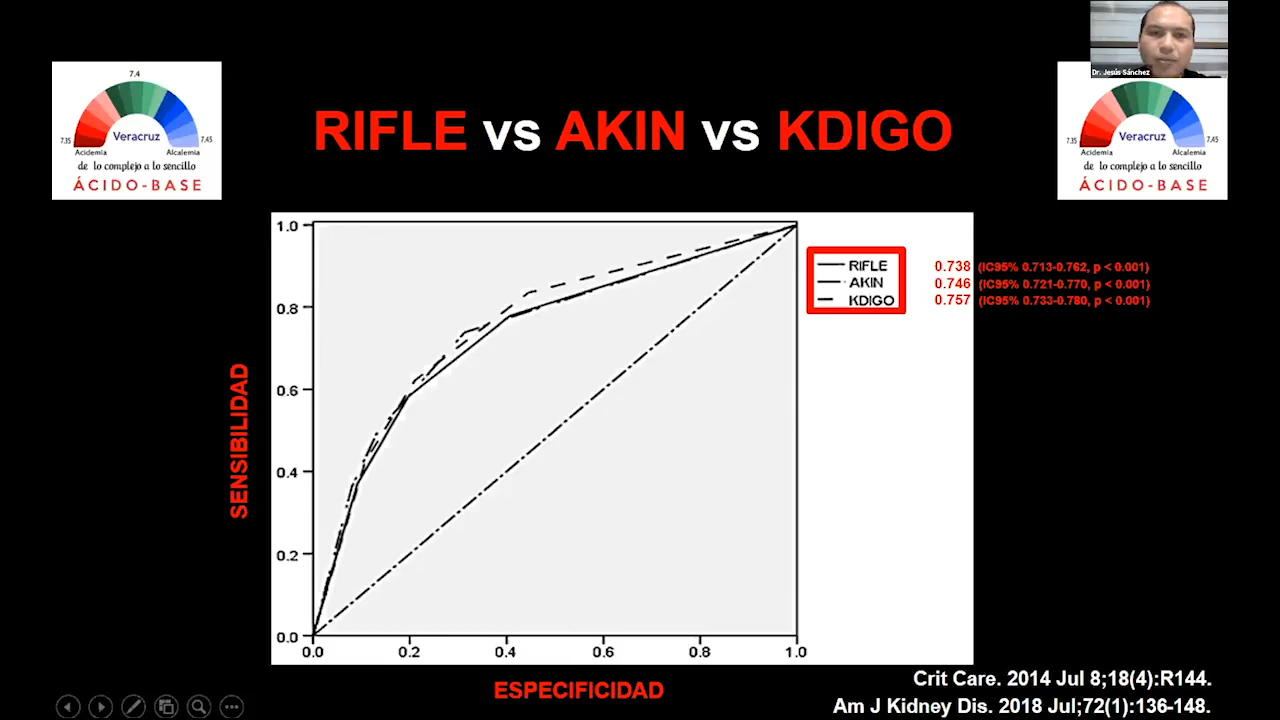 Dr. Jesús Sánchez
7.4
7.35
Veracruz
7.45
Acidemia
Alcalemia
de lo complejo a lo sencillo
ÁCIDO-BASE
RIFLE vs AKIN vs KDIGO
7.35
Veracruz
7.45
Acidemia
Alcalemia
de lo complejo a lo sencillo
ÁCIDO-BASE
RIFLE 0.738 (IC95% 0.713-0.762, p < 0.001)
AKIN 0.746 (IC95% 0.721-0.770, p < 0.001)
KDIGO 0.757 (IC95% 0.733-0.780, p < 0.001)
SENSIBILIDAD
1.0
0.8
0.6
0.4
0.2
0.0
0.0 0.2 0.4 0.6 0.8 1.0
ESPECIFICIDAD
Crit Care. 2014 Jul 8;18(4):R144.
Am J Kidney Dis. 2018 Jul;72(1):136-148.